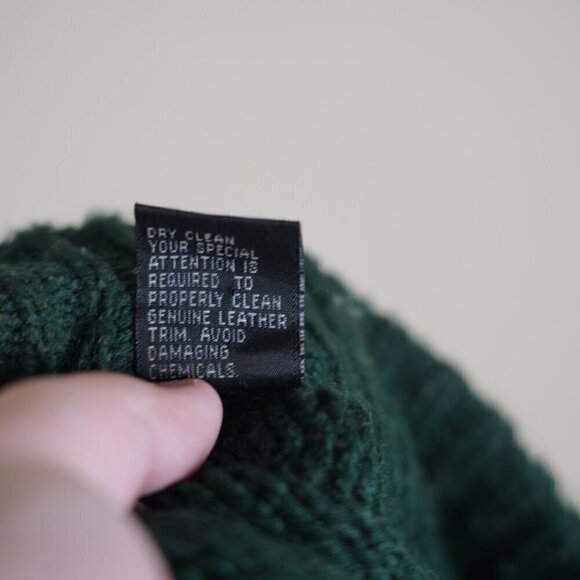 DRY CLEAN
YOUR SPECIAL
ATTENTION IS
REQUIRED TO
PROPERLY CLEAN
GENUINE LEATHER
TRIM. AVOID
DAMAGING
CHEMICALS.